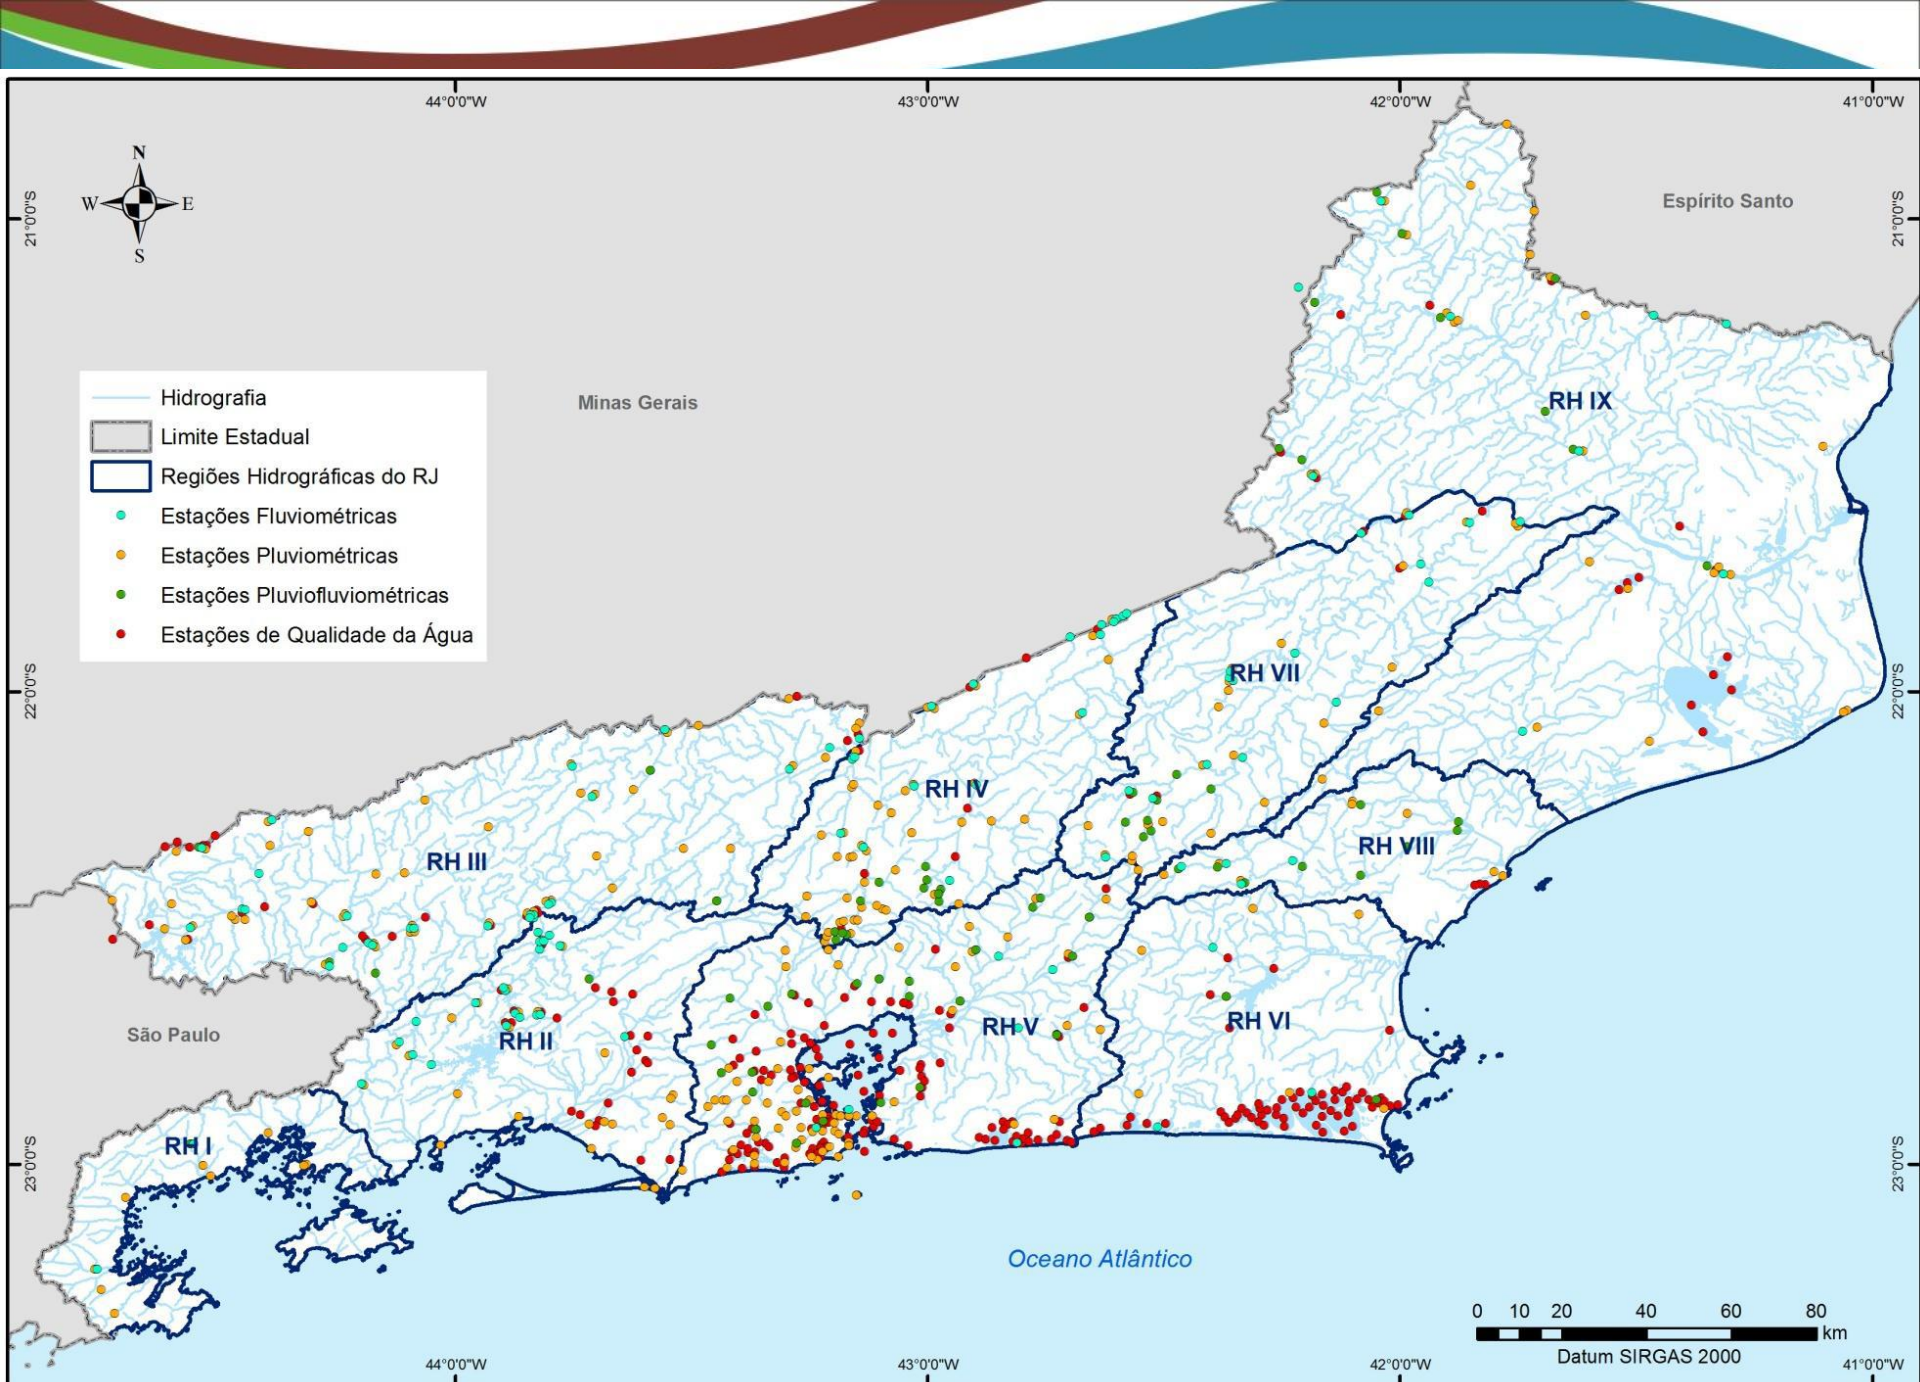 44°0'0"W
43°0'0"W
42°0'0"W
41°0'0"W
N
W
E
S
21°0'0"S
21°0'0"S
Espírito Santo
Minas Gerais
Hidrografia
Limite Estadual
Regiões Hidrográficas do RJ
Estações Fluviométricas
Estações Pluviométricas
Estações Pluviofluviométricas
Estações de Qualidade da Água
RH IX
RH VII
22°0'0"S
22°0'0"S
RH IV
RH VIII
RH III
RH VI
RH V
RH II
São Paulo
RH I
23°0'0"S
23°0'0"S
Oceano Atlântico
0 10 20 40 60 80
km
Datum SIRGAS 2000
44°0'0"W
43°0'0"W
42°0'0"W
41°0'0"W